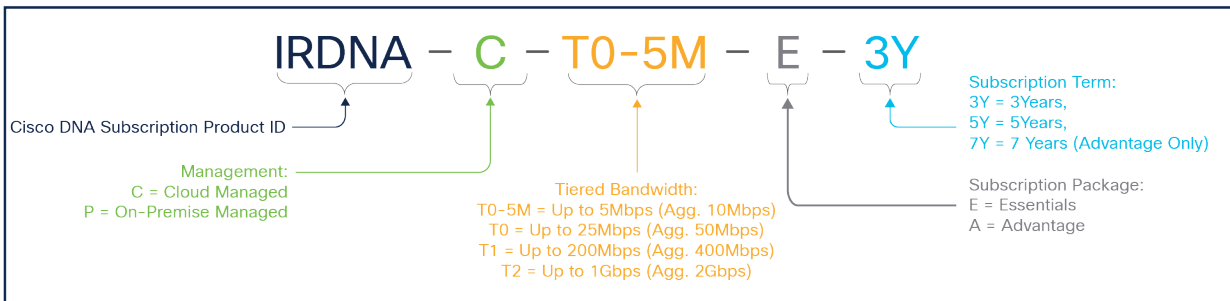 IRDNA - C - T0-5M - E - 3Y
Cisco DNA Subscription Product ID
Management:
C = Cloud Managed
P = On-Premise Managed
Tiered Bandwidth:
T0-5M = Up to 5Mbps (Agg. 10Mbps)
T0 = Up to 25Mbps (Agg. 50Mbps)
T1 = Up to 200Mbps (Agg. 400Mbps)
T2 = Up to 1Gbps (Agg. 2Gbps)
Subscription Term:
3Y = 3Years,
5Y = 5Years,
7Y = 7 Years (Advantage Only)
Subscription Package:
E = Essentials
A = Advantage